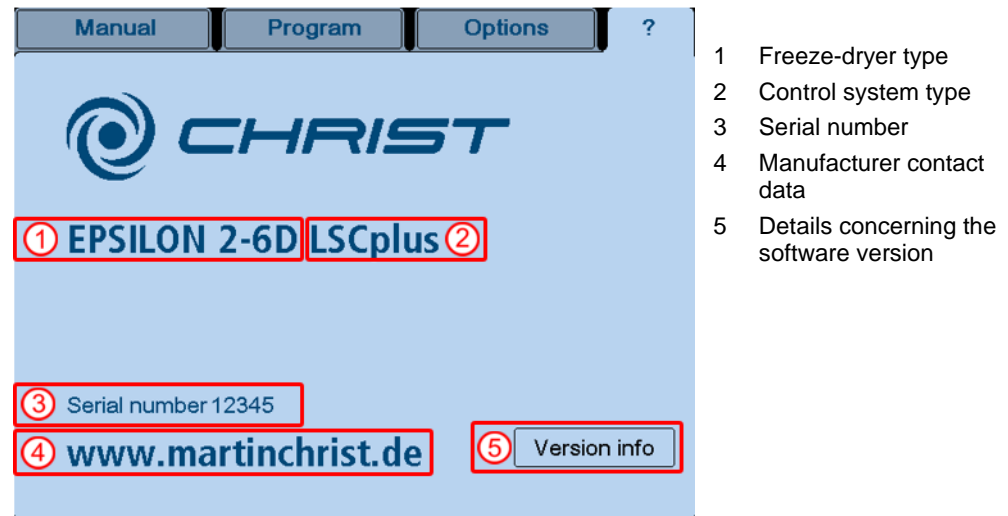 Manual Program Options ?
CHRIST
1 EPSILON 2-6D LSCplus 2
3 Serial number 12345
4 www.martinchrist.de 5 Version info
1 Freeze-dryer type
2 Control system type
3 Serial number
4 Manufacturer contact
data
5 Details concerning the
software version